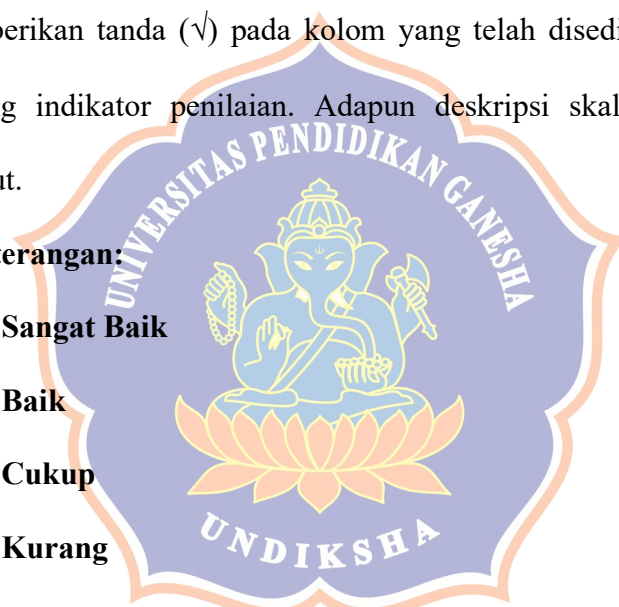 berikan tanda (√) pada kolom yang telah disedi
g indikator penilaian. Adapun deskripsi skal
ut.
terangan:
Sangat Baik
Baik
Cukup
Kurang
UNIVERSITAS PENDIDIKAN GANESHA
UNDIKSHA